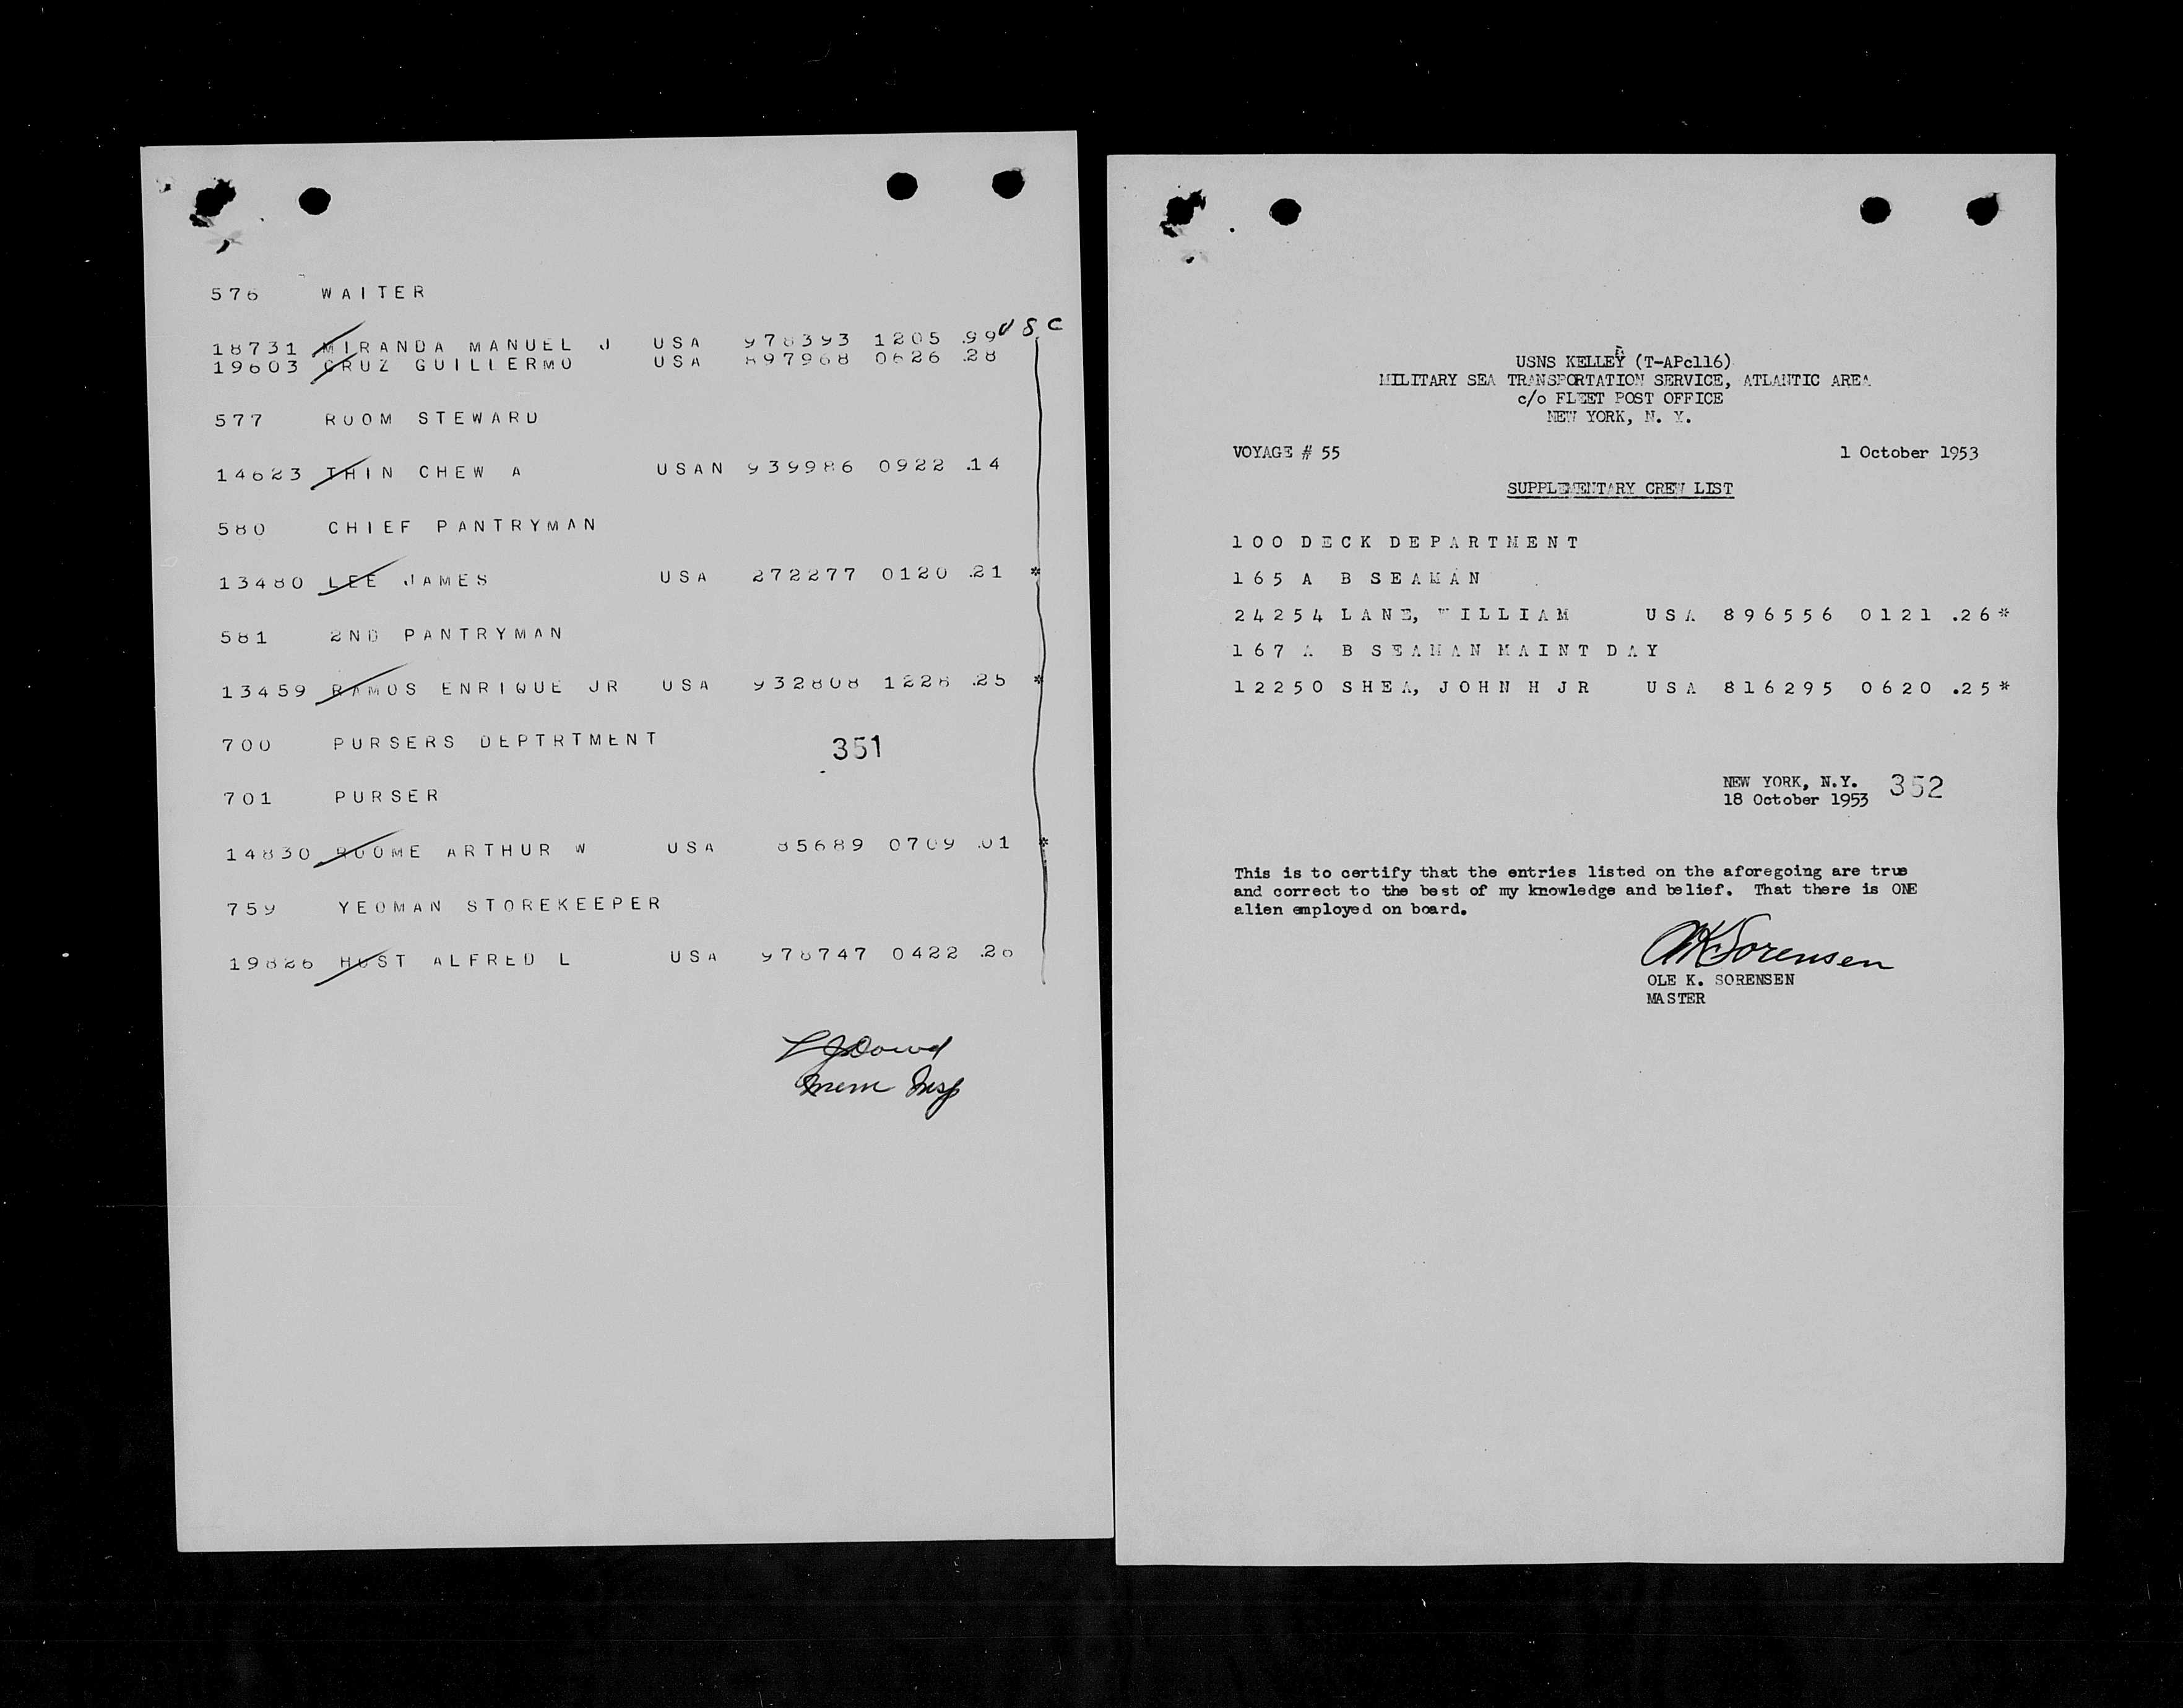 576 WAITER
U S C
18731 MIRANDA MANUEL J USA 978393 1205 .99
19603 CRUZ GUILLERMO USA 897968 0626 .28
577 ROOM STEWARD
14623 THIN CHEW A USAN 939986 0922 .14
580 CHIEF PANTRYMAN
13480 LEE JAMES USA 272277 0120 .21 *
581 2ND PANTRYMAN
13459 RAMOS ENRIQUE JR USA 932808 1228 .25 *
700 PURSERS DEPTRTMENT
351
701 PURSER
14830 ROOME ARTHUR W USA 85689 0709 .01 *
759 YEOMAN STOREKEEPER
19826 HOST ALFRED L USA 978747 0422 .26
Dowd
Imm Insp
USNS KELLEY (T-APc116)
MILITARY SEA TRANSPORTATION SERVICE, ATLANTIC AREA
c/o FLEET POST OFFICE
NEW YORK, N. Y.
VOYAGE # 55 1 October 1953
SUPPLEMENTARY CREW LIST
100 DECK DEPARTMENT
165 A B SEAMAN
24254 LANE, WILLIAM USA 896556 0121 .26*
167 A B SEAMAN MAINT DAY
12250 SHEA, JOHN H JR USA 816295 0620 .25*
NEW YORK, N.Y. 352
18 October 1953
This is to certify that the entries listed on the aforegoing are true
and correct to the best of my knowledge and belief. That there is ONE
alien employed on board.
OK Sorensen
OLE K. SORENSEN
MASTER